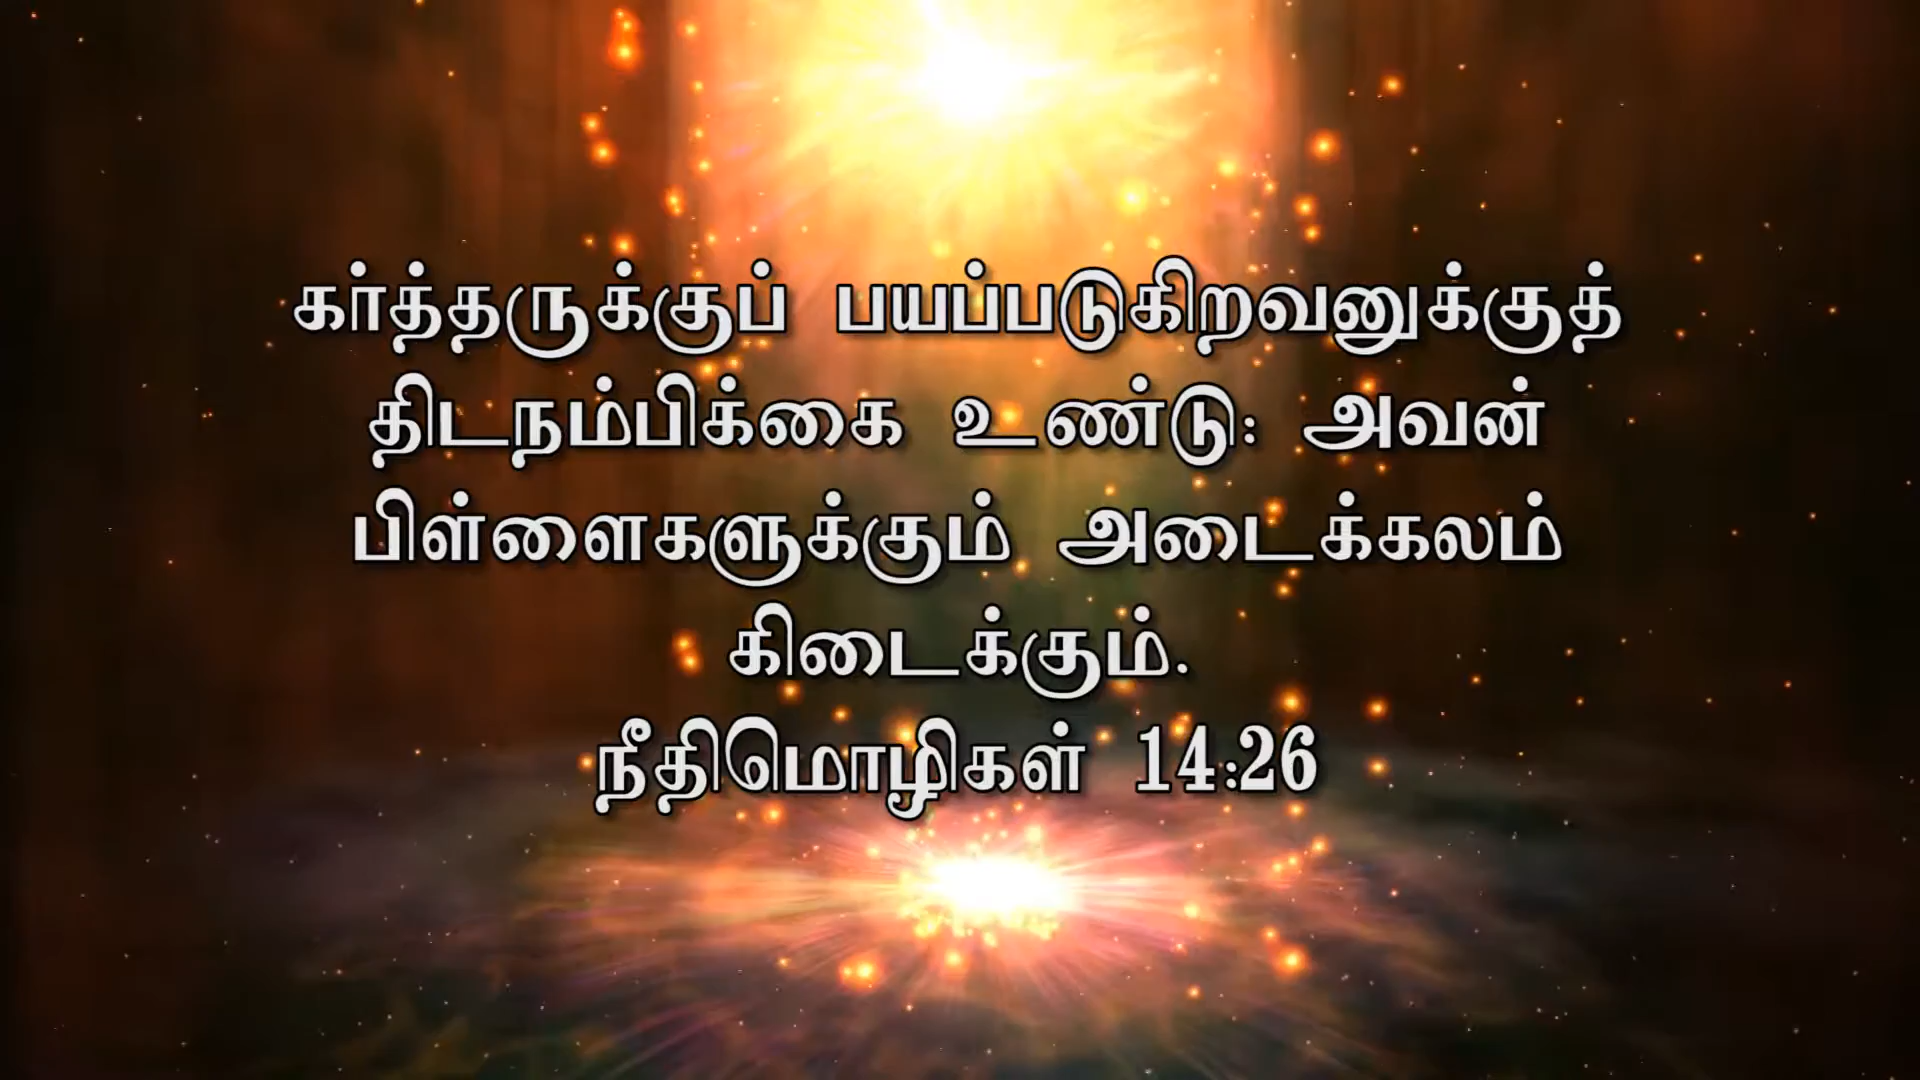 கர்த்தருக்குப் பயப்படுகிறவனுக்குத்
திடநம்பிக்கை உண்டு: அவன்
பிள்ளைகளுக்கும் அடைக்கலம்
கிடைக்கும்.
நீதிமொழிகள் 14:26